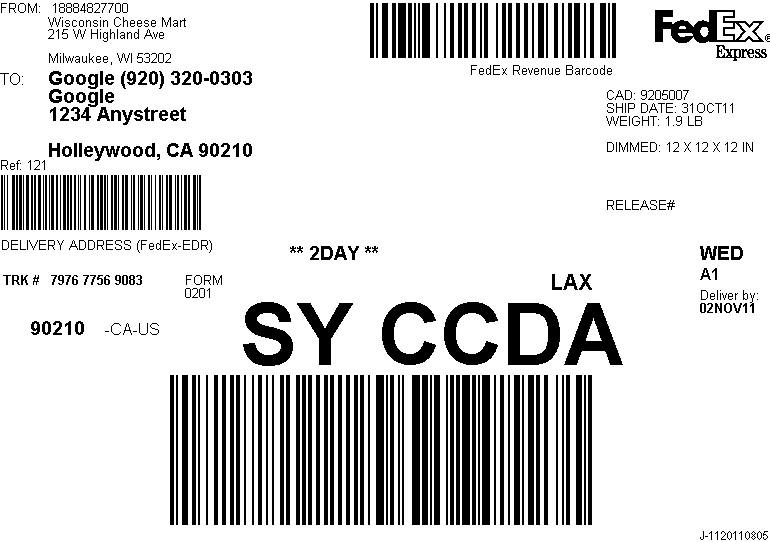 FROM: 18884827700
Wisconsin Cheese Mart
215 W Highland Ave
Milwaukee, WI 53202
FedEx®
Express
FedEx Revenue Barcode
TO: Google (920) 320-0303
Google
1234 Anystreet
Holleywood, CA 90210
Ref: 121
CAD: 9205007
SHIP DATE: 31OCT11
WEIGHT: 1.9 LB
DIMMED: 12 X 12 X 12 IN
RELEASE#
DELIVERY ADDRESS (FedEx-EDR)
** 2DAY **
WED
A1
Deliver by:
02NOV11
TRK # 7976 7756 9083 FORM
0201
LAX
90210 -CA-US
SY CCDA
J-1120110805